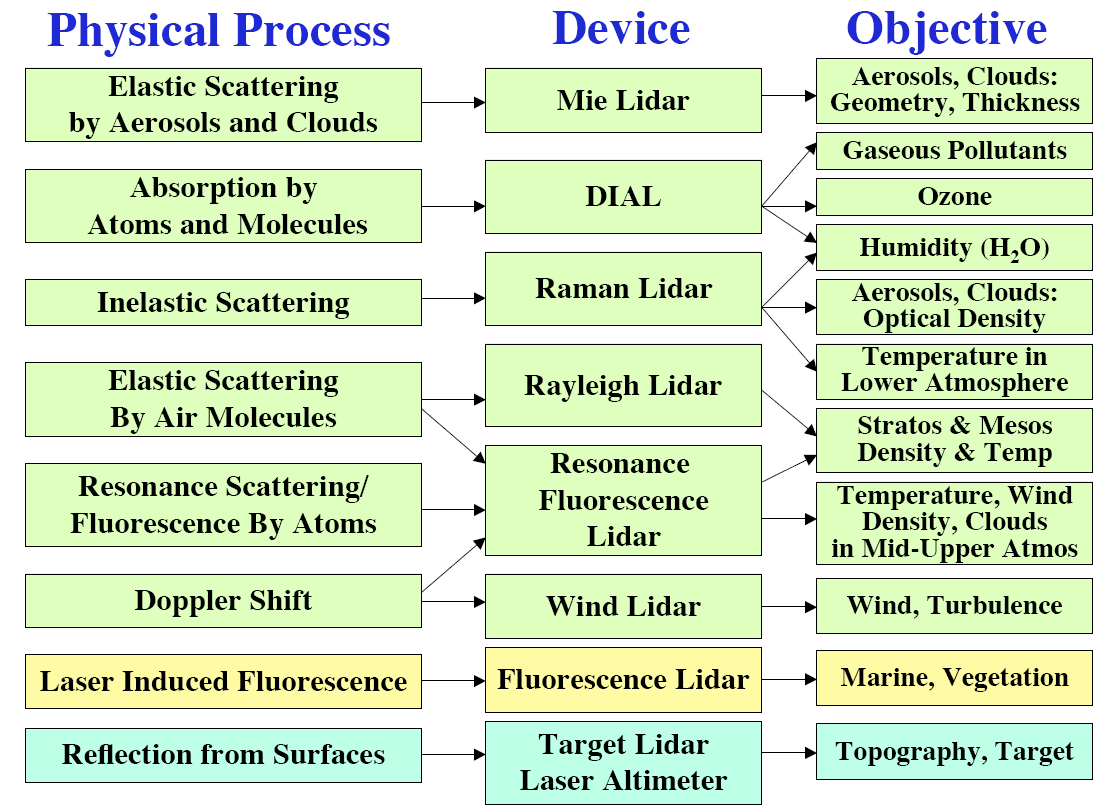 Physical Process
Device
Objective
Elastic Scattering
by Aerosols and Clouds
Mie Lidar
Aerosols, Clouds:
Geometry, Thickness
Absorption by
Atoms and Molecules
DIAL
Gaseous Pollutants
Ozone
Humidity (H₂O)
Inelastic Scattering
Raman Lidar
Aerosols, Clouds:
Optical Density
Temperature in
Lower Atmosphere
Elastic Scattering
By Air Molecules
Rayleigh Lidar
Stratos & Mesos
Density & Temp
Resonance Scattering/
Fluorescence By Atoms
Resonance
Fluorescence
Lidar
Temperature, Wind
Density, Clouds
in Mid-Upper Atmos
Doppler Shift
Wind Lidar
Wind, Turbulence
Laser Induced Fluorescence
Fluorescence Lidar
Marine, Vegetation
Reflection from Surfaces
Target Lidar
Laser Altimeter
Topography, Target